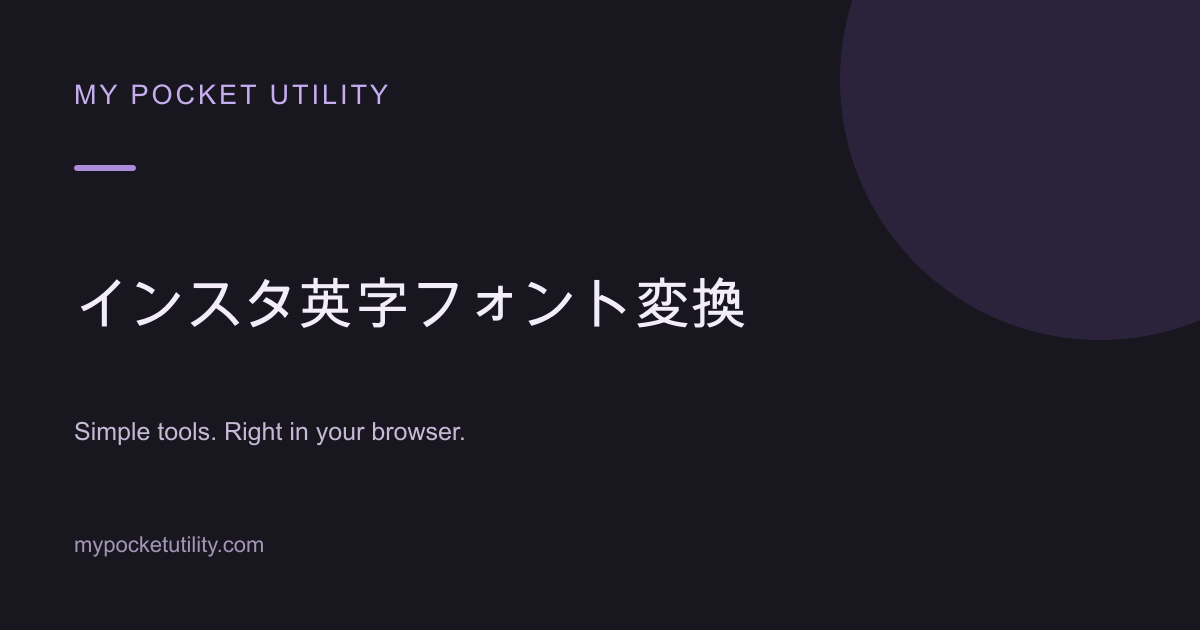 MY POCKET UTILITY
インスタ英字フォント変換
Simple tools. Right in your browser.
mypocketutility.com